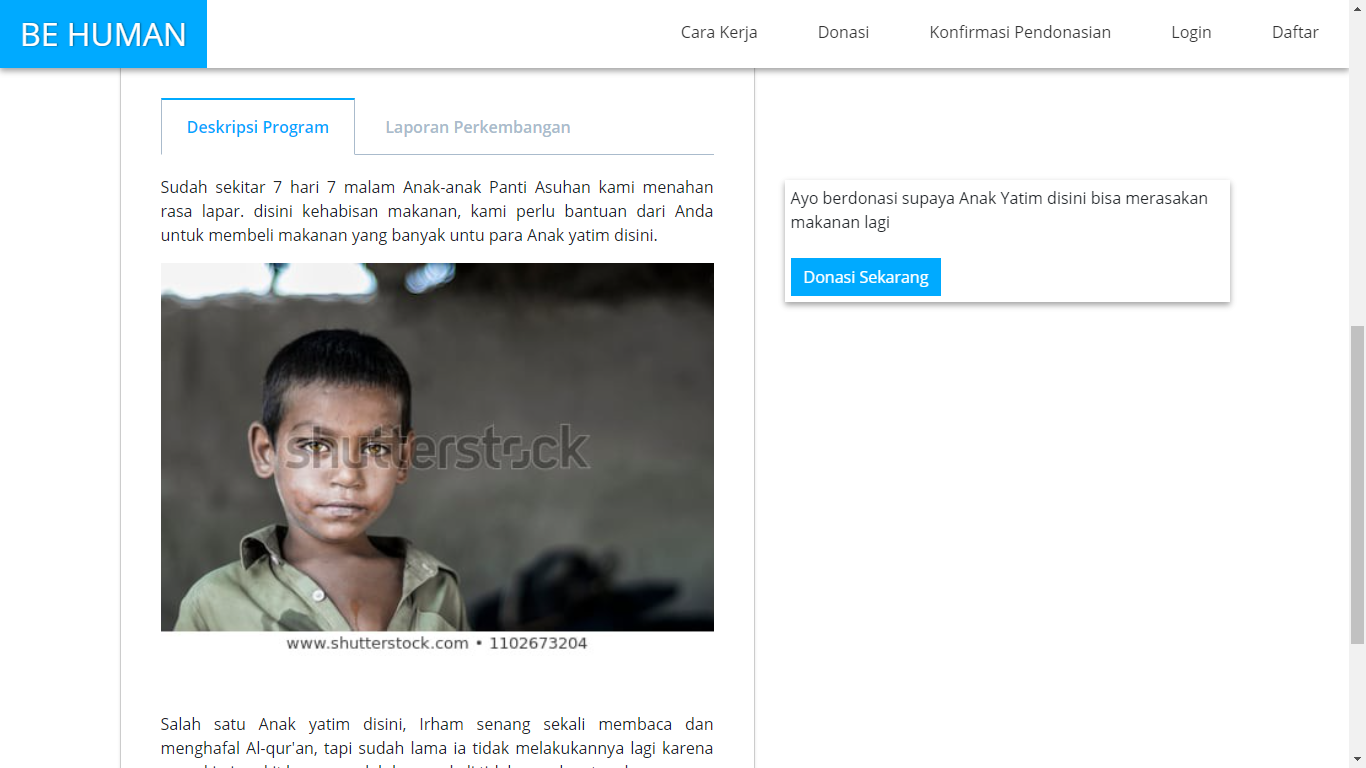 BE HUMAN
Cara Kerja
Donasi
Konfirmasi Pendonasian
Login
Daftar
Deskripsi Program
Laporan Perkembangan
Sudah sekitar 7 hari 7 malam Anak-anak Panti Asuhan kami menahan
rasa lapar. disini kehabisan makanan, kami perlu bantuan dari Anda
untuk membeli makanan yang banyak untu para Anak yatim disini.
shutterstock
www.shutterstock.com • 1102673204
Salah satu Anak yatim disini, Irham senang sekali membaca dan
menghafal Al-qur'an, tapi sudah lama ia tidak melakukannya lagi karena
Ayo berdonasi supaya Anak Yatim disini bisa merasakan
makanan lagi
Donasi Sekarang